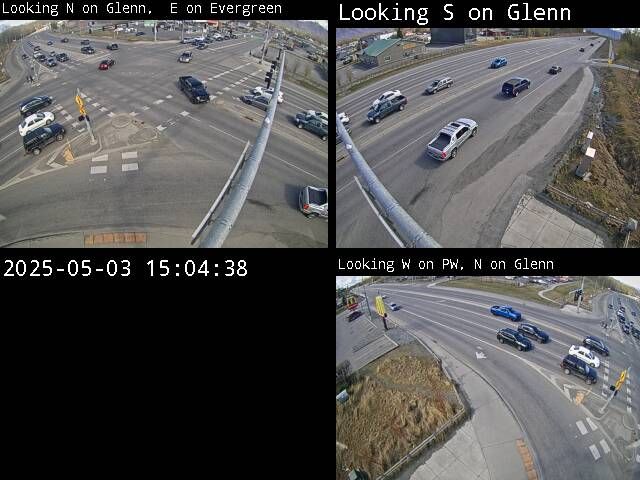 Looking N on Glenn,  E on Evergreen
Looking S on Glenn
2025-05-03 15:04:38
Looking W on PW, N on Glenn